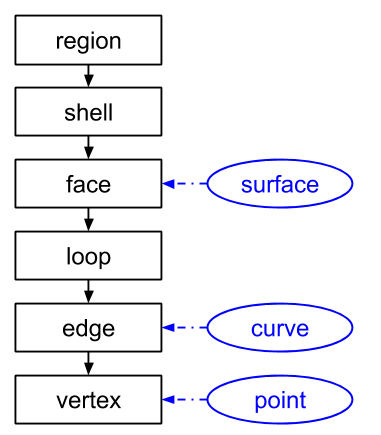 region
shell
face
surface
loop
edge
curve
vertex
point